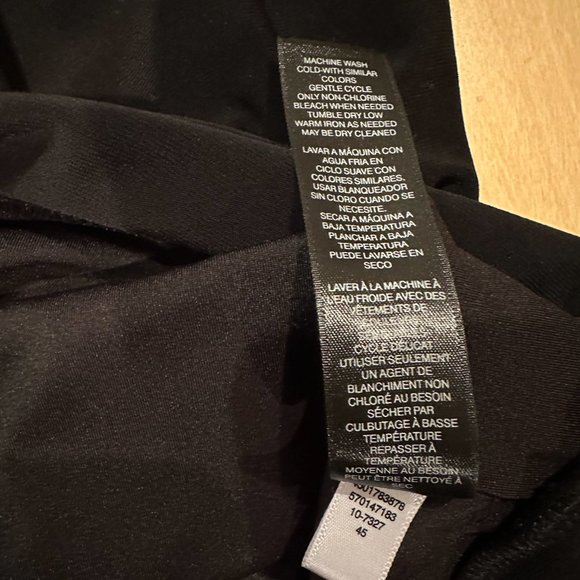 MACHINE WASH
COLD-WITH SIMILAR
COLORS
GENTLE CYCLE
ONLY NON-CHLORINE
BLEACH WHEN NEEDED
TUMBLE DRY LOW
WARM IRON AS NEEDED
MAY BE DRY CLEANED
LAVAR A MÁQUINA CON
AGUA FRIA EN
CICLO SUAVE CON
COLORES SIMILARES.
USAR BLANQUEADOR
SIN CLORO CUANDO SE
NECESITE.
SECAR A MÁQUINA A
BAJA TEMPERATURA
PLANCHAR A BAJA
TEMPERATURA
PUEDE LAVARSE EN
SECO
LAVER À LA MACHINE À
L'EAU FROIDE AVEC DES
VÊTEMENTS DE
CYCLE DÉLICAT
UTILISER SEULEMENT
UN AGENT DE
BLANCHIMENT NON
CHLORÉ AU BESOIN
SÉCHER PAR
CULBUTAGE À BASSE
TEMPÉRATURE
REPASSER À
TEMPÉRATURE
MOYENNE AU BESOIN
PEUT ÊTRE NETTOYÉ À
SEC
570147183
10-7327
45